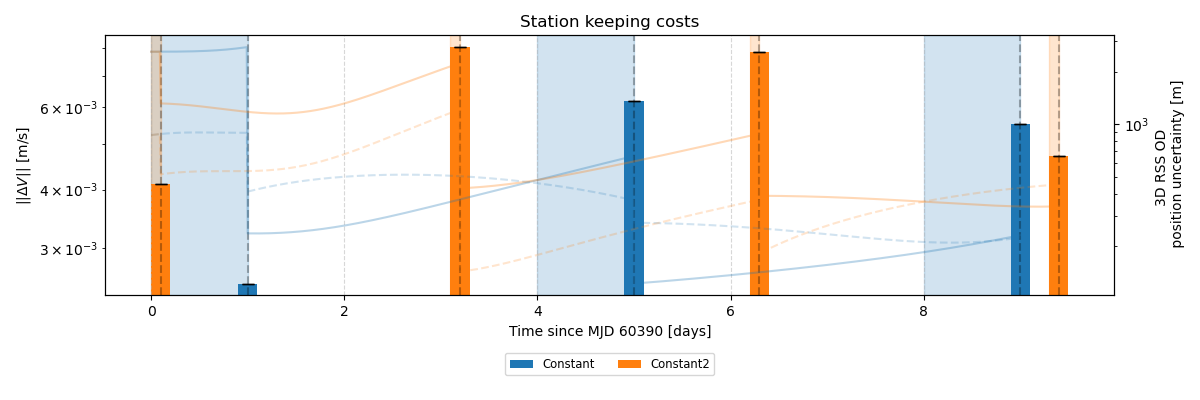 Station keeping costs
||ΔV|| [m/s]
6 × 10⁻³
4 × 10⁻³
3 × 10⁻³
10³
3D RSS OD
position uncertainty [m]
0 2 4 6 8
Time since MJD 60390 [days]
Constant Constant2